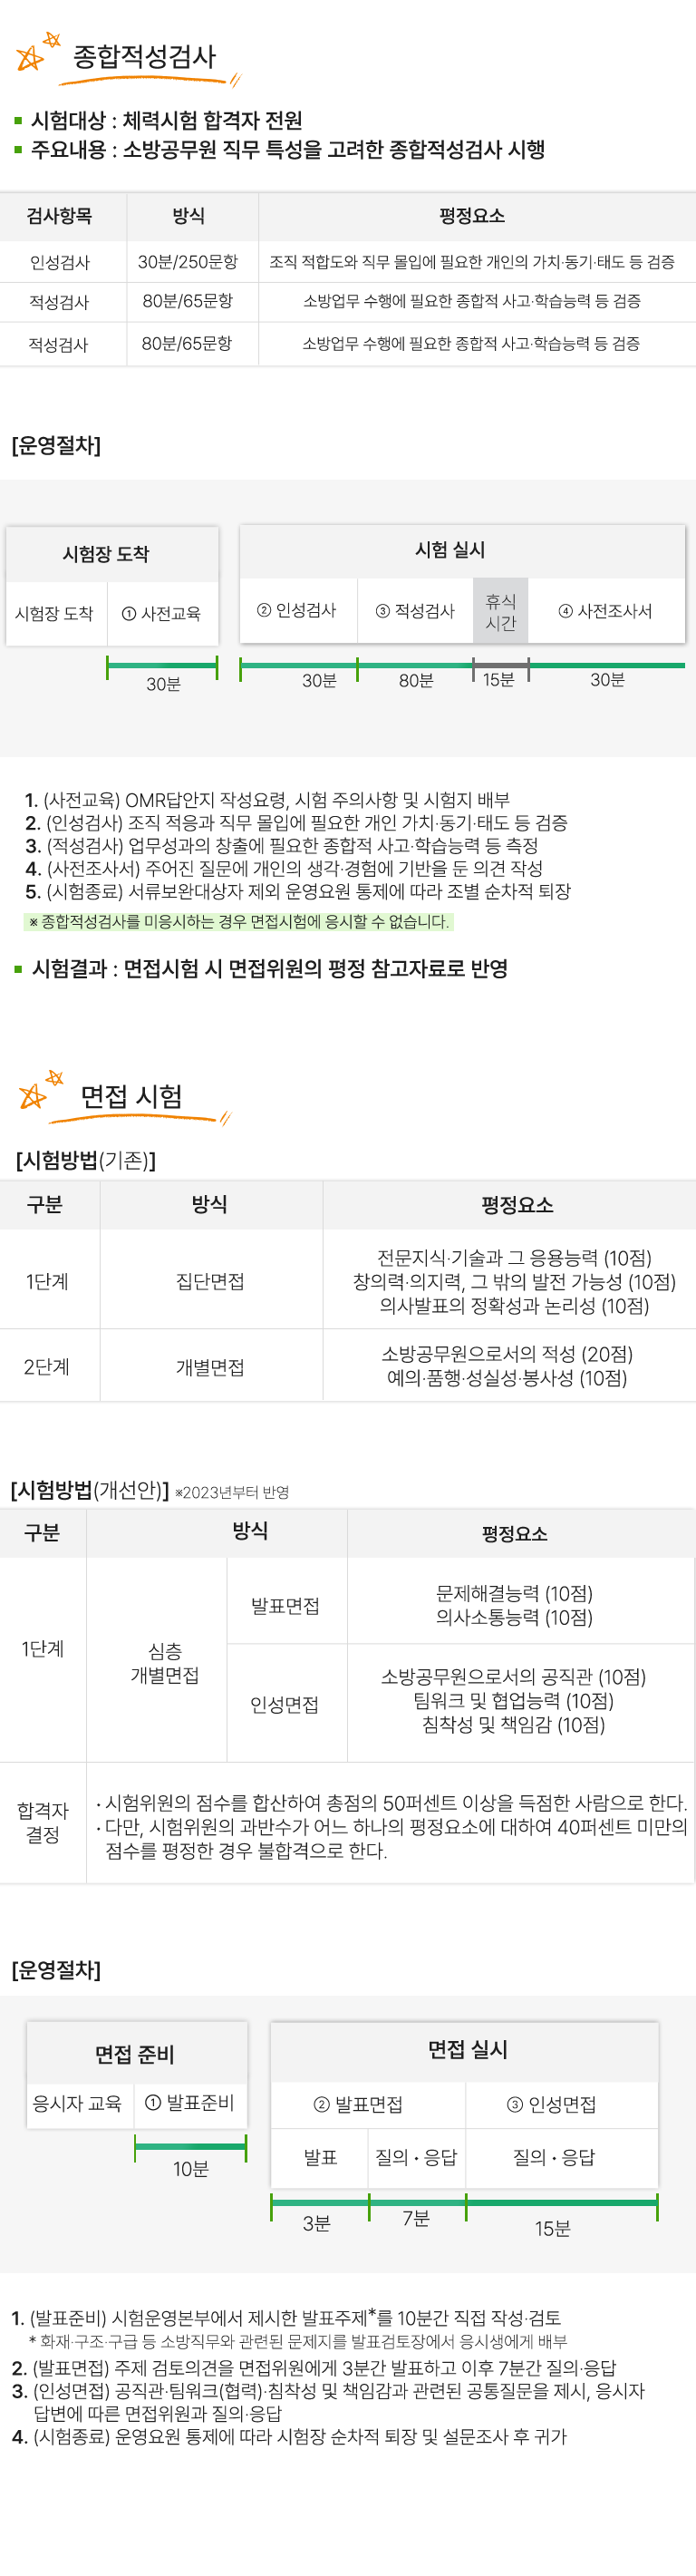 종합적성검사
▪ 시험대상 : 체력시험 합격자 전원
▪ 주요내용 : 소방공무원 직무 특성을 고려한 종합적성검사 시행
검사항목 방식 평정요소
인성검사 30분/250문항 조직 적합도와 직무 몰입에 필요한 개인의 가치·동기·태도 등 검증
적성검사 80분/65문항 소방업무 수행에 필요한 종합적 사고·학습능력 등 검증
적성검사 80분/65문항 소방업무 수행에 필요한 종합적 사고·학습능력 등 검증
[운영절차]
시험장 도착
시험장 도착 ① 사전교육
30분
시험 실시
② 인성검사 ③ 적성검사 휴식 시간 ④ 사전조사서
30분 80분 15분 30분
1. (사전교육) OMR답안지 작성요령, 시험 주의사항 및 시험지 배부
2. (인성검사) 조직 적응과 직무 몰입에 필요한 개인 가치·동기·태도 등 검증
3. (적성검사) 업무성과의 창출에 필요한 종합적 사고·학습능력 등 측정
4. (사전조사서) 주어진 질문에 개인의 생각·경험에 기반을 둔 의견 작성
5. (시험종료) 서류보완대상자 제외 운영요원 통제에 따라 조별 순차적 퇴장
※ 종합적성검사를 미응시하는 경우 면접시험에 응시할 수 없습니다.
▪ 시험결과 : 면접시험 시 면접위원의 평정 참고자료로 반영
면접 시험
[시험방법(기존)]
구분 방식 평정요소
1단계 집단면접
전문지식·기술과 그 응용능력 (10점)
창의력·의지력, 그 밖의 발전 가능성 (10점)
의사발표의 정확성과 논리성 (10점)
2단계 개별면접
소방공무원으로서의 적성 (20점)
예의·품행·성실성·봉사성 (10점)
[시험방법(개선안)] ※2023년부터 반영
구분 방식 평정요소
1단계
심층
개별면접
발표면접
문제해결능력 (10점)
의사소통능력 (10점)
인성면접
소방공무원으로서의 공직관 (10점)
팀워크 및 협업능력 (10점)
침착성 및 책임감 (10점)
합격자
결정
· 시험위원의 점수를 합산하여 총점의 50퍼센트 이상을 득점한 사람으로 한다.
· 다만, 시험위원의 과반수가 어느 하나의 평정요소에 대하여 40퍼센트 미만의
점수를 평정한 경우 불합격으로 한다.
[운영절차]
면접 준비
응시자 교육 ① 발표준비
10분
면접 실시
② 발표면접 ③ 인성면접
발표 질의·응답 질의·응답
3분 7분 15분
1. (발표준비) 시험운영본부에서 제시한 발표주제*를 10분간 직접 작성·검토
* 화재·구조·구급 등 소방직무와 관련된 문제지를 발표검토장에서 응시생에게 배부
2. (발표면접) 주제 검토의견을 면접위원에게 3분간 발표하고 이후 7분간 질의·응답
3. (인성면접) 공직관·팀워크(협력)·침착성 및 책임감과 관련된 공통질문을 제시, 응시자
답변에 따른 면접위원과 질의·응답
4. (시험종료) 운영요원 통제에 따라 시험장 순차적 퇴장 및 설문조사 후 귀가